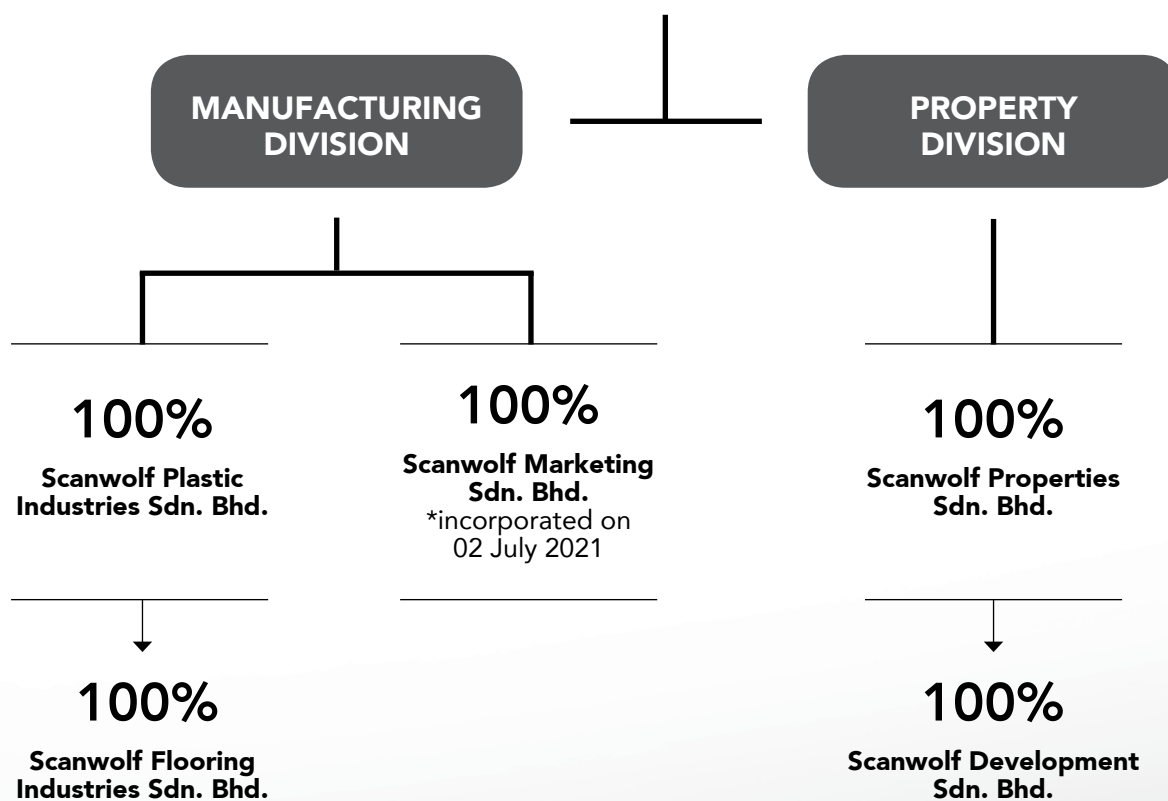 MANUFACTURING
DIVISION
PROPERTY
DIVISION
100%
Scanwolf Plastic
Industries Sdn. Bhd.
100%
Scanwolf Marketing
Sdn. Bhd.
*incorporated on
02 July 2021
100%
Scanwolf Properties
Sdn. Bhd.
100%
Scanwolf Flooring
Industries Sdn. Bhd.
100%
Scanwolf Development
Sdn. Bhd.